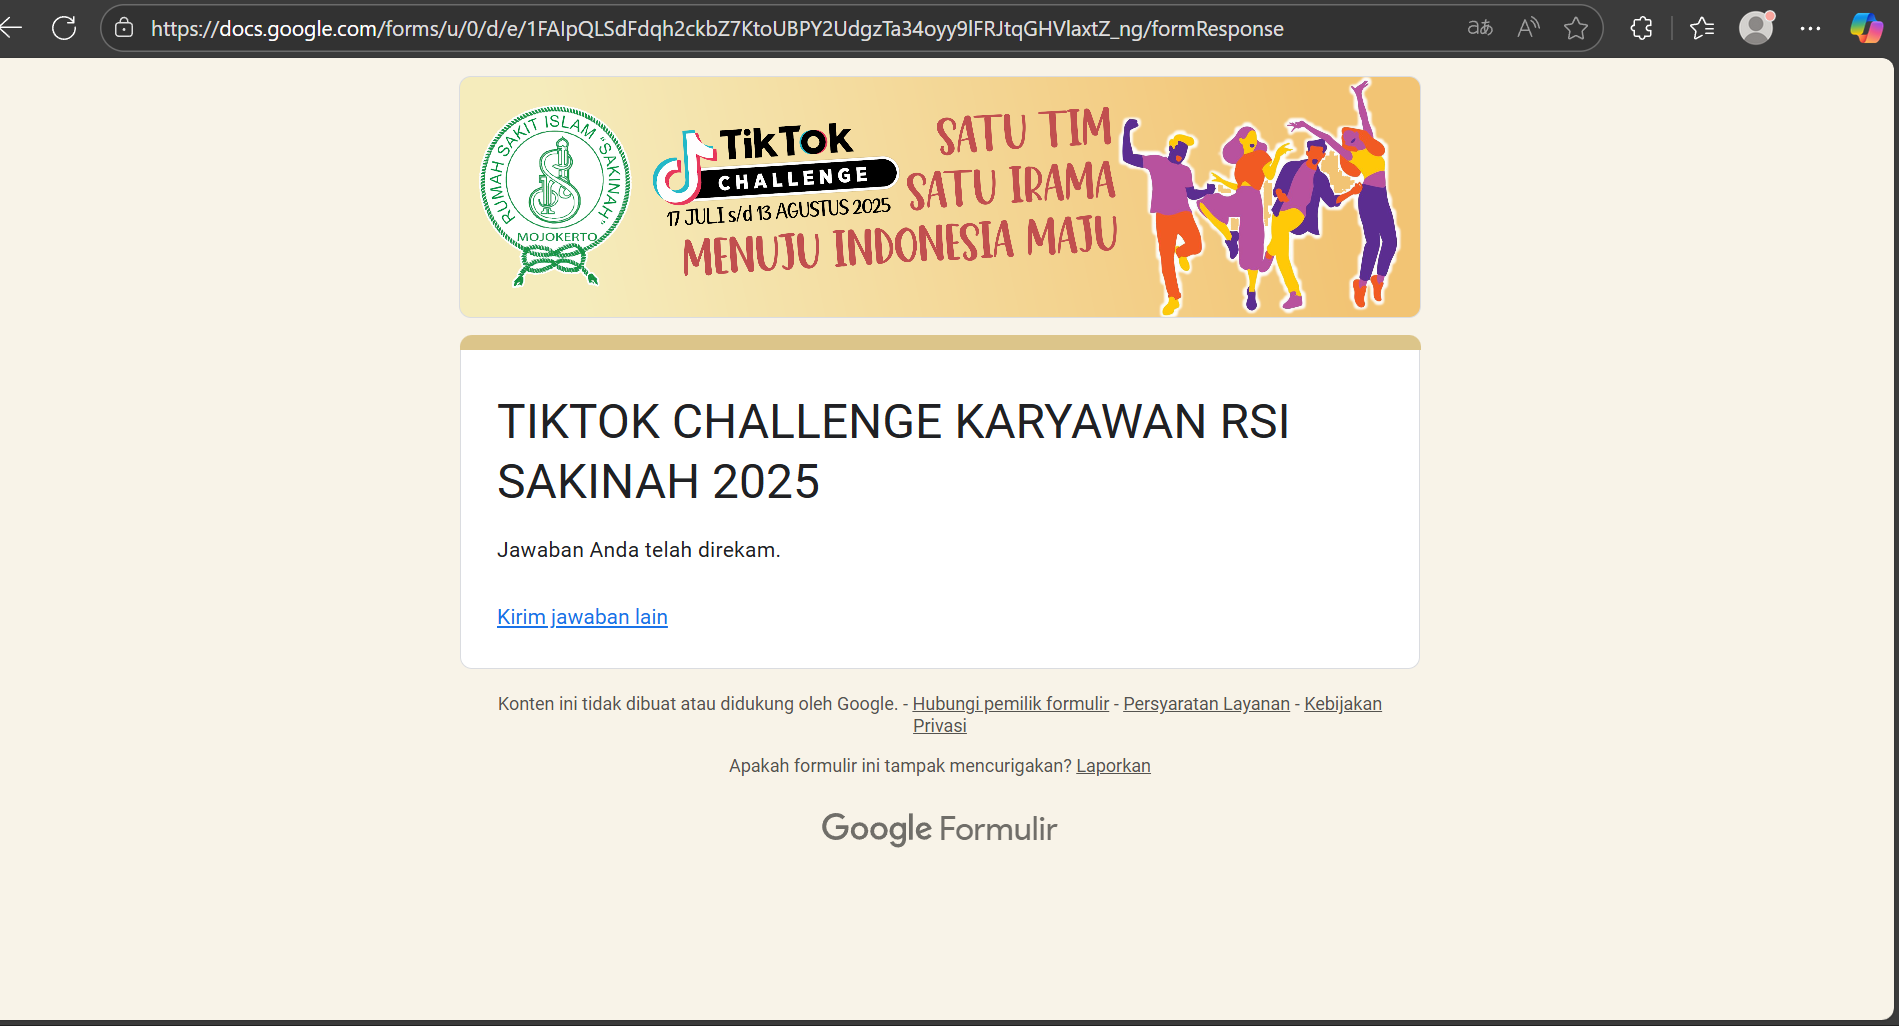 https://docs.google.com/forms/u/0/d/e/1FAIpQLSdFdqh2ckbZ7KtoUBPY2UdgzTa34oyy9lFRJtqGHVlaxtZ_ng/formResponse
RUMAH SAKIT ISLAM "SAKINAH"
MOJOKERTO
TikTok
CHALLENGE
17 JULI s/d 13 AGUSTUS 2025
SATU TIM
SATU IRAMA
MENUJU INDONESIA MAJU
TIKTOK CHALLENGE KARYAWAN RSI
SAKINAH 2025
Jawaban Anda telah direkam.
Kirim jawaban lain
Konten ini tidak dibuat atau didukung oleh Google. - Hubungi pemilik formulir - Persyaratan Layanan - Kebijakan
Privasi
Apakah formulir ini tampak mencurigakan? Laporkan
Google Formulir